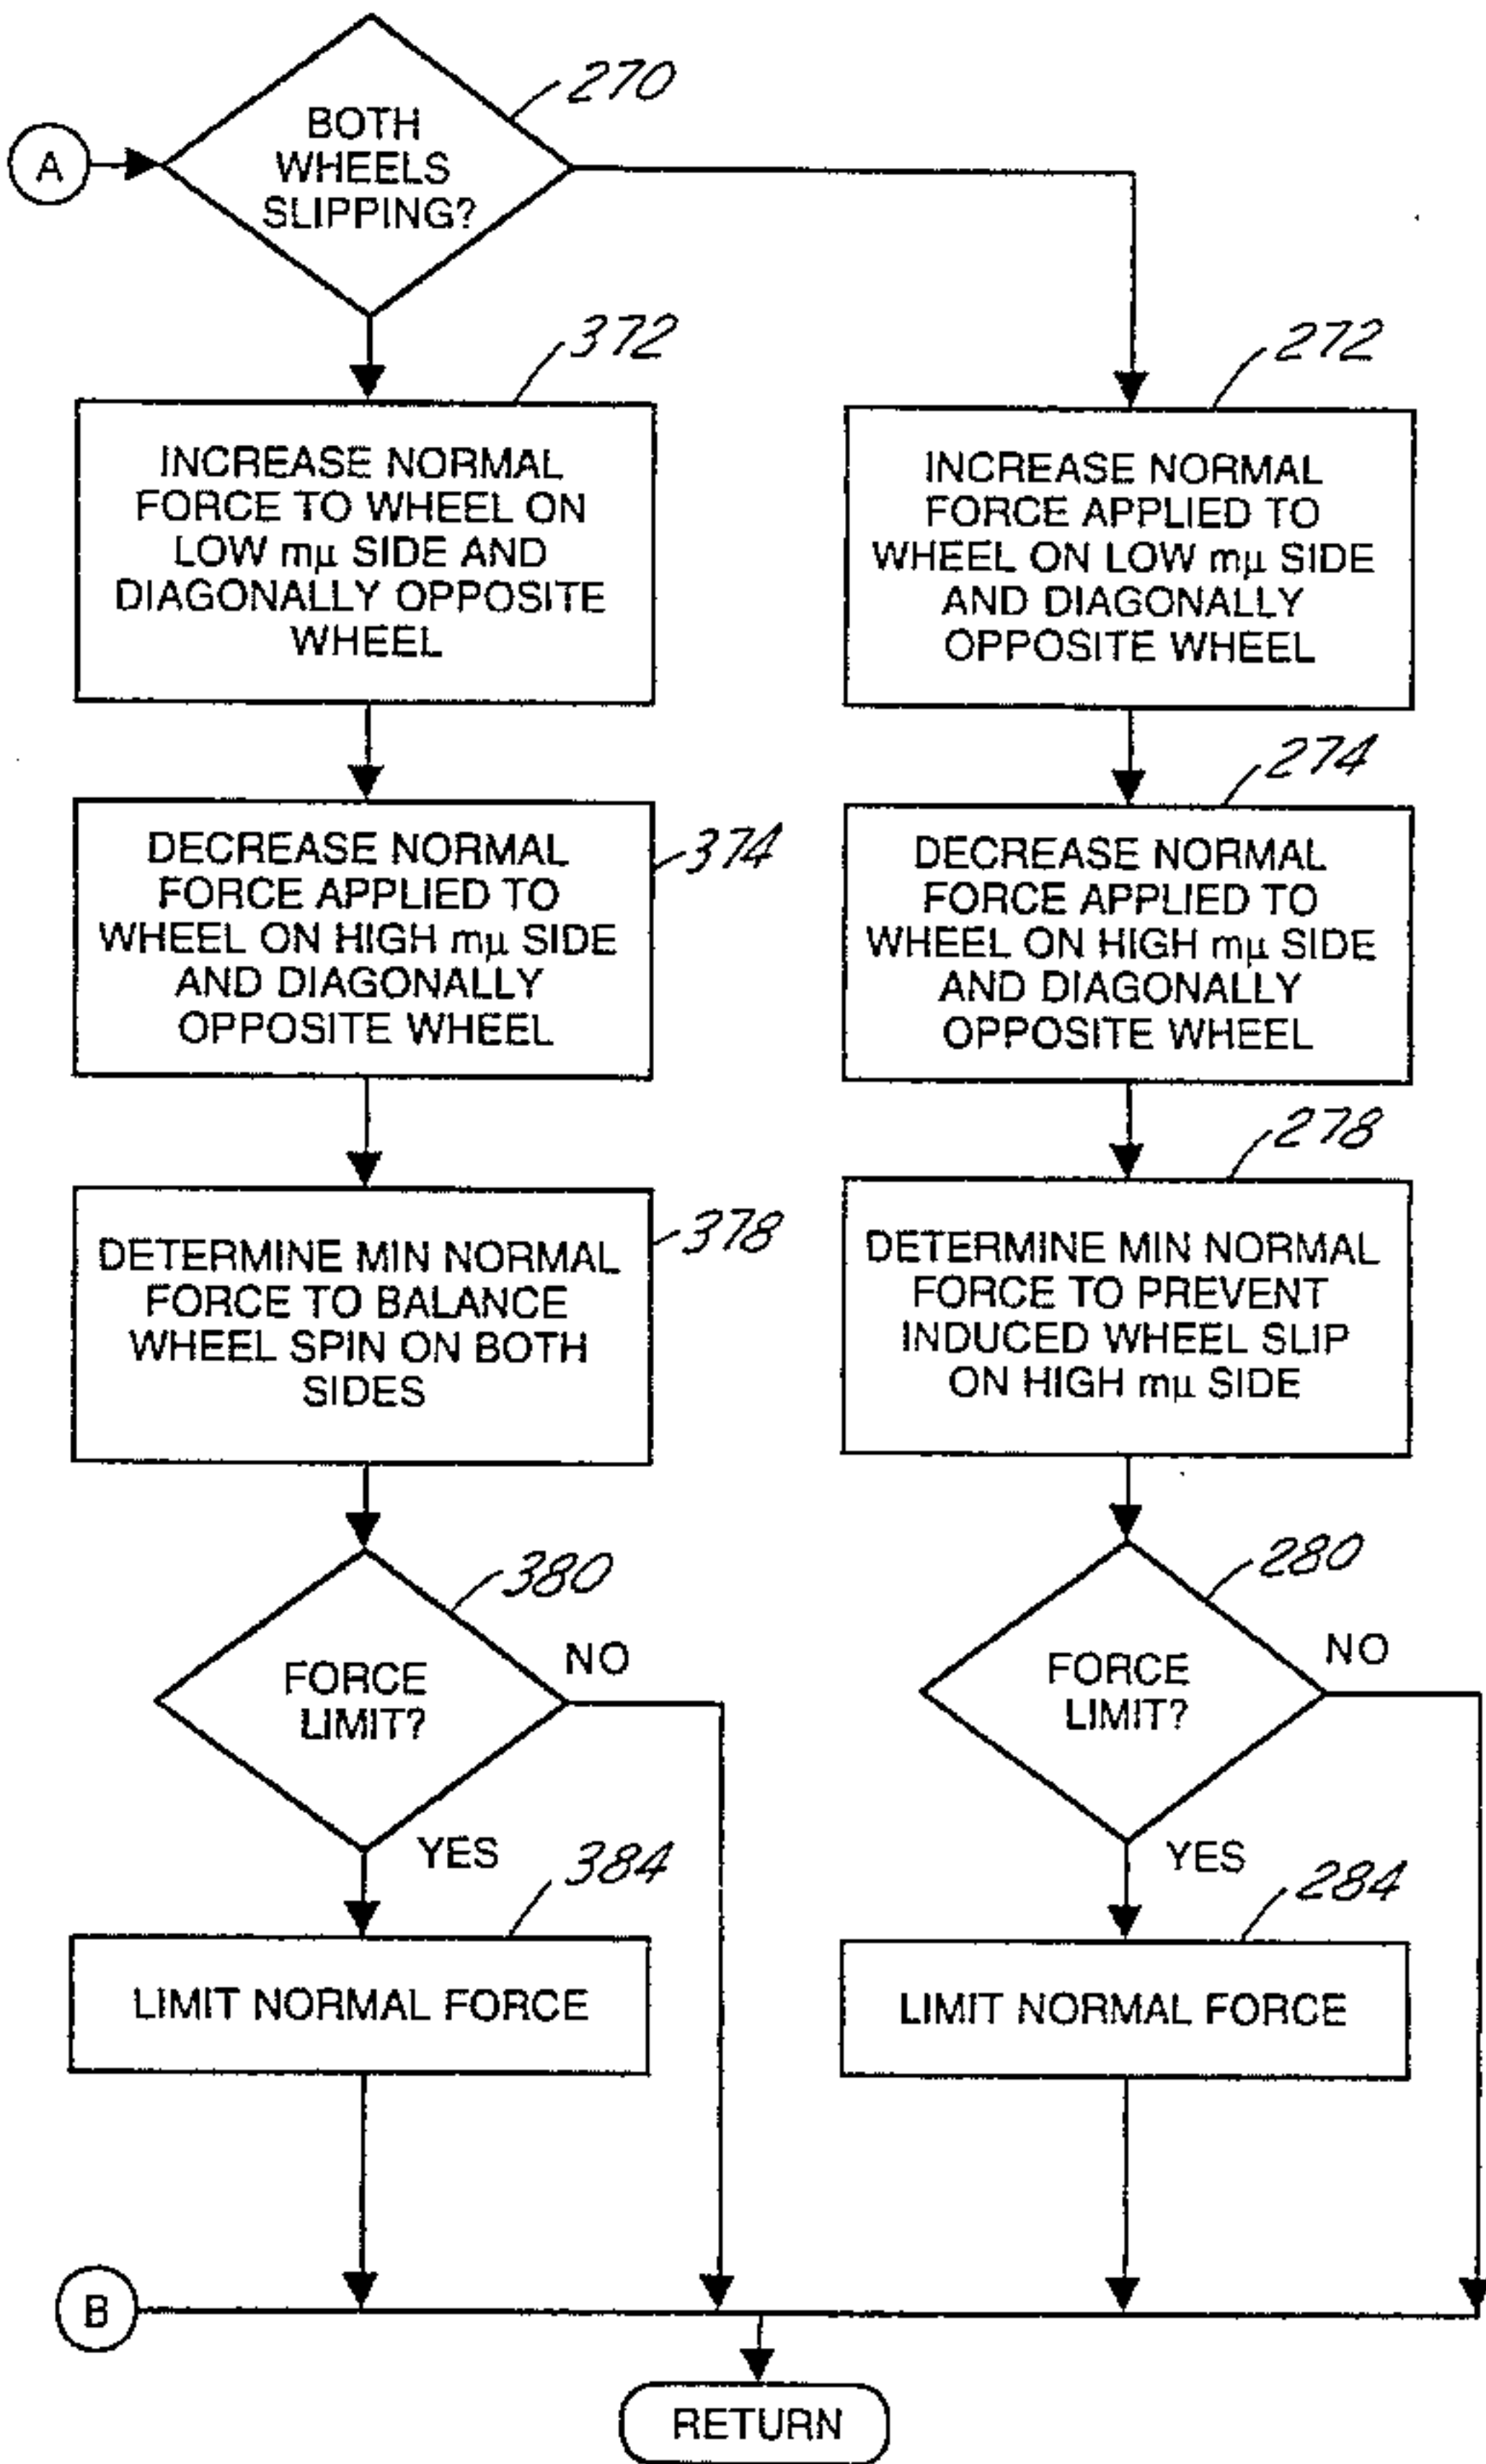 270
BOTH
WHEELS
SLIPPING?
A
372
INCREASE NORMAL
FORCE TO WHEEL ON
LOW mµ SIDE AND
DIAGONALLY OPPOSITE
WHEEL
272
INCREASE NORMAL
FORCE APPLIED TO
WHEEL ON LOW mµ SIDE
AND DIAGONALLY
OPPOSITE WHEEL
374
DECREASE NORMAL
FORCE APPLIED TO
WHEEL ON HIGH mµ SIDE
AND DIAGONALLY
OPPOSITE WHEEL
274
DECREASE NORMAL
FORCE APPLIED TO
WHEEL ON HIGH mµ SIDE
AND DIAGONALLY
OPPOSITE WHEEL
378
DETERMINE MIN NORMAL
FORCE TO BALANCE
WHEEL SPIN ON BOTH
SIDES
278
DETERMINE MIN NORMAL
FORCE TO PREVENT
INDUCED WHEEL SLIP
ON HIGH mµ SIDE
380
FORCE
LIMIT?
NO
YES
280
FORCE
LIMIT?
NO
YES
384
LIMIT NORMAL FORCE
284
LIMIT NORMAL FORCE
B
RETURN